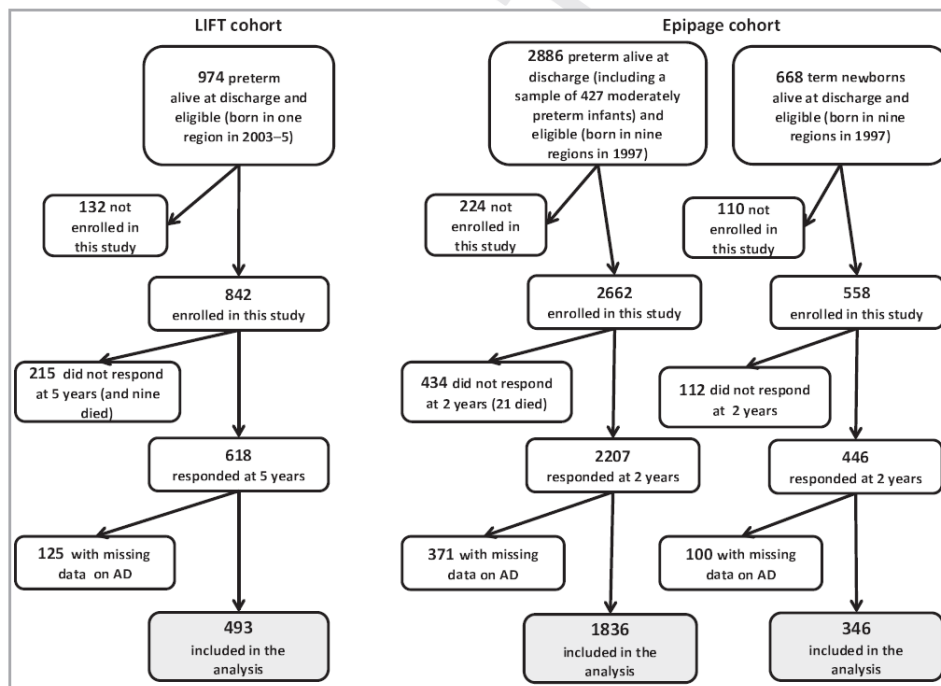 LIFT cohort
974 preterm
alive at discharge and
eligible (born in one
region in 2003–5)
132 not
enrolled in
this study
842
enrolled in this study
215 did not respond
at 5 years (and nine
died)
618
responded at 5 years
125 with missing
data on AD
493
included in the
analysis
Epipage cohort
2886 preterm alive at
discharge (including a
sample of 427 moderately
preterm infants) and
eligible (born in nine
regions in 1997)
224 not
enrolled in
this study
2662
enrolled in this study
434 did not respond
at 2 years (21 died)
2207
responded at 2 years
371 with missing
data on AD
1836
included in the
analysis
668 term newborns
alive at discharge and
eligible (born in nine
regions in 1997)
110 not
enrolled in
this study
558
enrolled in this study
112 did not respond
at 2 years
446
responded at 2 years
100 with missing
data on AD
346
included in the
analysis